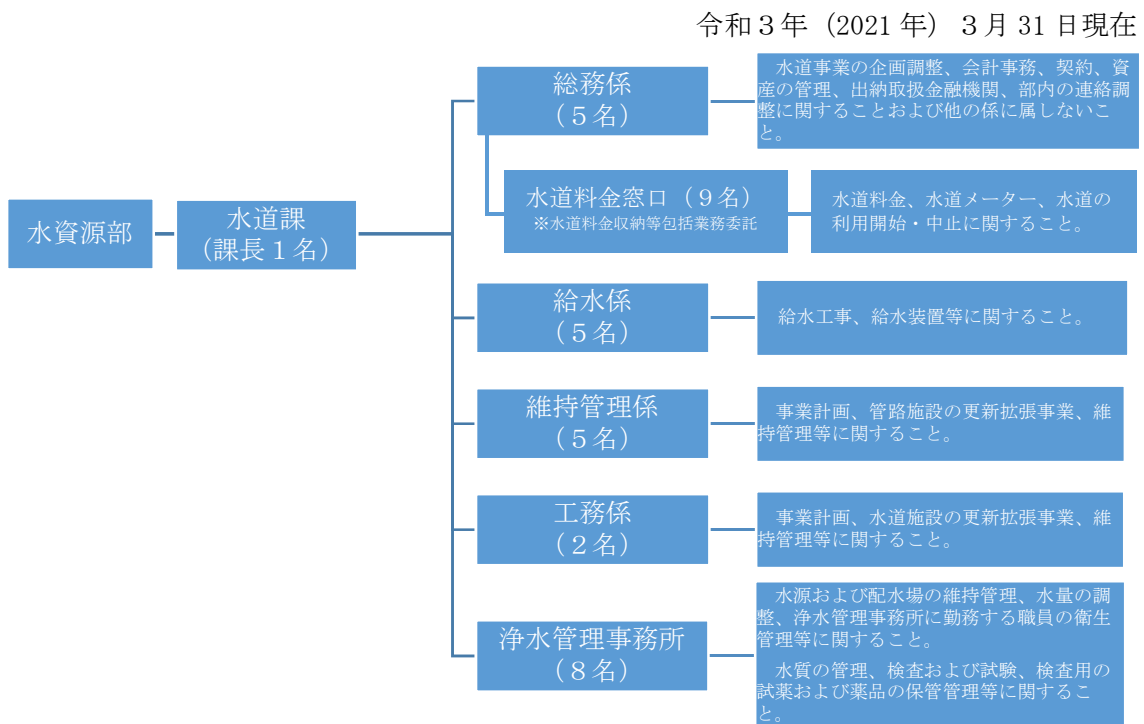 令和３年（2021 年）３月 31 日現在
水資源部
水道課
（課長１名）
総務係
（５名）
水道事業の企画調整、会計事務、契約、資
産の管理、出納取扱金融機関、部内の連絡調
整に関することおよび他の係に属しないこ
と。
水道料金窓口（９名）
※水道料金収納等包括業務委託
水道料金、水道メーター、水道の
利用開始・中止に関すること。
給水係
（５名）
給水工事、給水装置等に関すること。
維持管理係
（５名）
事業計画、管路施設の更新拡張事業、維
持管理等に関すること。
工務係
（２名）
事業計画、水道施設の更新拡張事業、維
持管理等に関すること。
浄水管理事務所
（８名）
水源および配水場の維持管理、水量の調
整、浄水管理事務所に勤務する職員の衛生
管理等に関すること。
水質の管理、検査および試験、検査用の
試薬および薬品の保管管理等に関するこ
と。